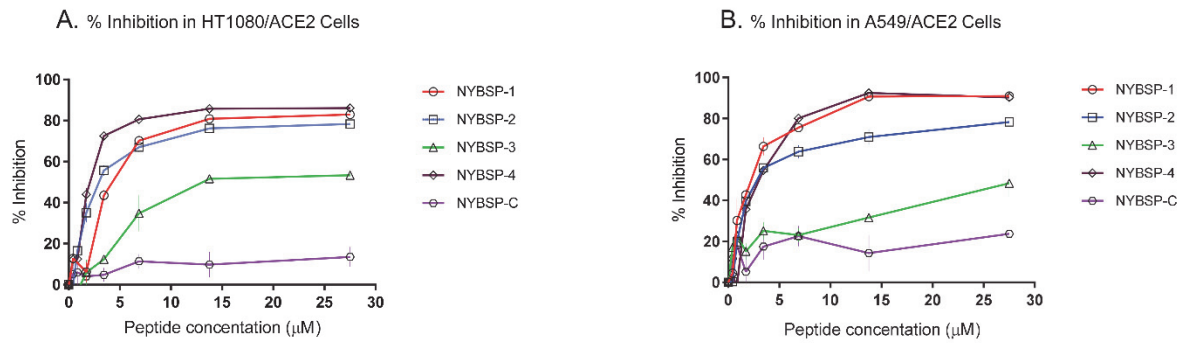 A. % Inhibition in HT1080/ACE2 Cells
100
80
60
40
20
0
% Inhibition
0 5 10 15 20 25 30
Peptide concentation (μM)
NYBSP-1
NYBSP-2
NYBSP-3
NYBSP-4
NYBSP-C
B. % Inhibition in A549/ACE2 Cells
100
80
60
40
20
0
% Inhibition
0 5 10 15 20 25 30
Peptide concentation (μM)
NYBSP-1
NYBSP-2
NYBSP-3
NYBSP-4
NYBSP-C